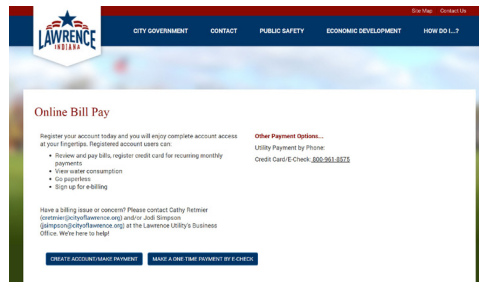 Site Map Contact Us
LAWRENCE
INDIANA
CITY GOVERNMENT CONTACT PUBLIC SAFETY ECONOMIC DEVELOPMENT HOW DO I...?
Online Bill Pay
Register your account today and you will enjoy complete account access
at your fingertips. Registered account users can:
• Review and pay bills, register credit card for recurring monthly
payments
• View water consumption
• Go paperless
• Sign up for e-billing
Have a billing issue or concern? Please contact Cathy Retmier
(cretmier@cityoflawrence.org) and/or Jodi Simpson
(jsimpson@cityoflawrence.org) at the Lawrence Utility's Business
Office. We're here to help!
Other Payment Options...
Utility Payment by Phone:
Credit Card/E-Check: 800-961-8575
CREATE ACCOUNT/MAKE PAYMENT MAKE A ONE-TIME PAYMENT BY E-CHECK